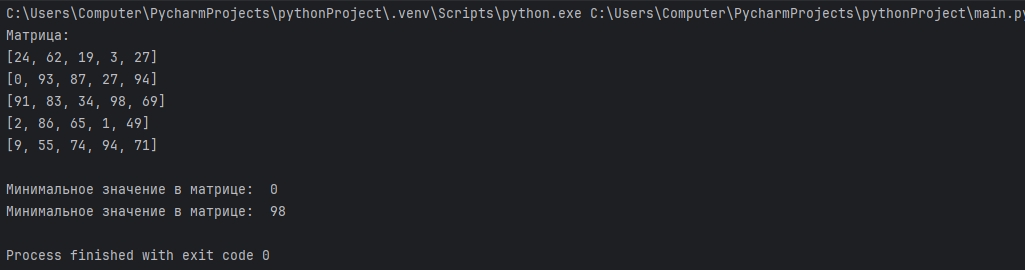 C:\Users\Computer\PycharmProjects\pythonProject\.venv\Scripts\python.exe C:\Users\Computer\PycharmProjects\pythonProject\main.py
Матрица:
[24, 62, 19, 3, 27]
[0, 93, 87, 27, 94]
[91, 83, 34, 98, 69]
[2, 86, 65, 1, 49]
[9, 55, 74, 94, 71]
Минимальное значение в матрице:  0
Минимальное значение в матрице:  98
Process finished with exit code 0